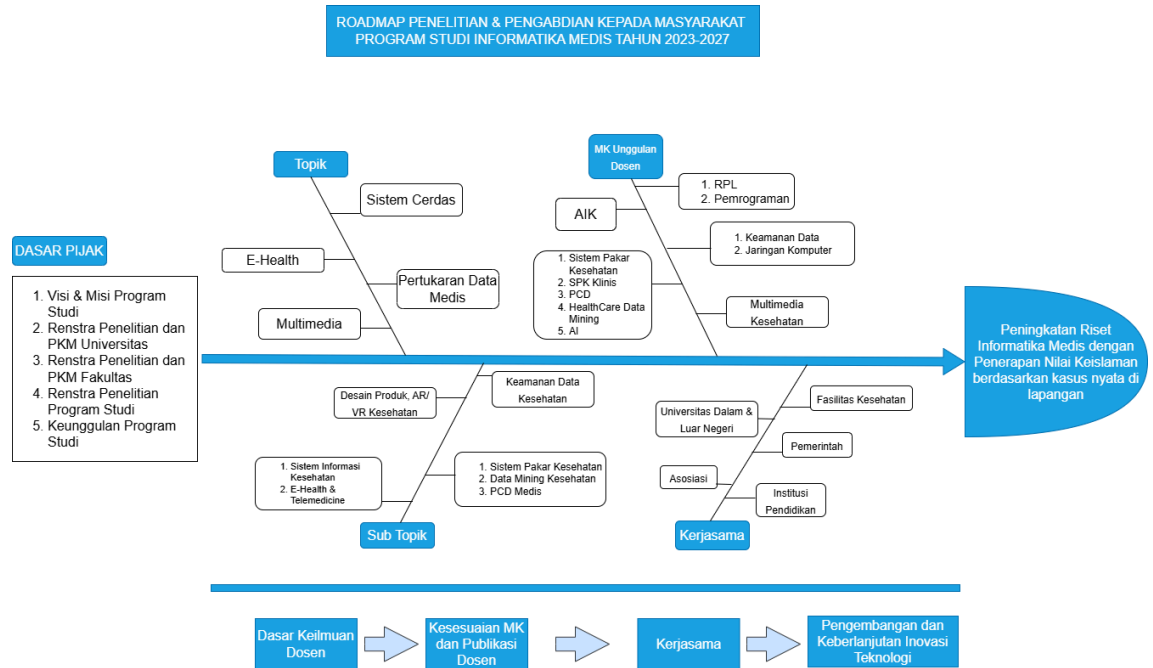 ROADMAP PENELITIAN & PENGABDIAN KEPADA MASYARAKAT
PROGRAM STUDI INFORMATIKA MEDIS TAHUN 2023-2027
Topik
Sistem Cerdas
E-Health
Pertukaran Data
Medis
Multimedia
MK Unggulan
Dosen
1. RPL
2. Pemrograman
AIK
1. Keamanan Data
2. Jaringan Komputer
1. Sistem Pakar
Kesehatan
2. SPK Klinis
3. PCD
4. HealthCare Data
Mining
5. AI
Multimedia
Kesehatan
DASAR PIJAK
1. Visi & Misi Program
Studi
2. Renstra Penelitian dan
PKM Universitas
3. Renstra Penelitian dan
PKM Fakultas
4. Renstra Penelitian
Program Studi
5. Keunggulan Program
Studi
Peningkatan Riset
Informatika Medis dengan
Penerapan Nilai Keislaman
berdasarkan kasus nyata di
lapangan
Keamanan Data
Kesehatan
Desain Produk, AR/
VR Kesehatan
1. Sistem Informasi
Kesehatan
2. E-Health &
Telemedicine
1. Sistem Pakar Kesehatan
2. Data Mining Kesehatan
3. PCD Medis
Sub Topik
Fasilitas Kesehatan
Universitas Dalam &
Luar Negeri
Pemerintah
Asosiasi
Institusi
Pendidikan
Kerjasama
Dasar Keilmuan
Dosen
Kesesuaian MK
dan Publikasi
Dosen
Kerjasama
Pengembangan dan
Keberlanjutan Inovasi
Teknologi